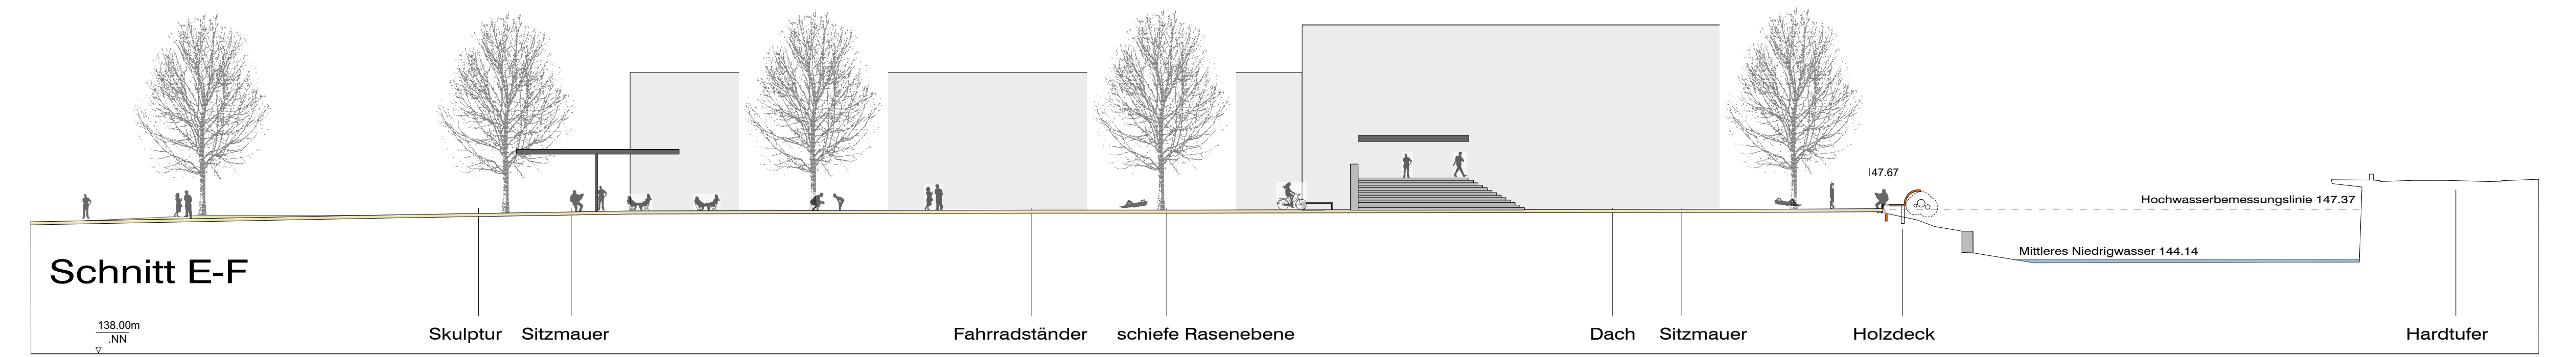 147.67
Hochwasserbemessungslinie 147.37
Mittleres Niedrigwasser 144.14
Schnitt E-F
138.00m
.NN
Skulptur
Sitzmauer
Fahrradständer
schiefe Rasenebene
Dach
Sitzmauer
Holzdeck
Hardtufer